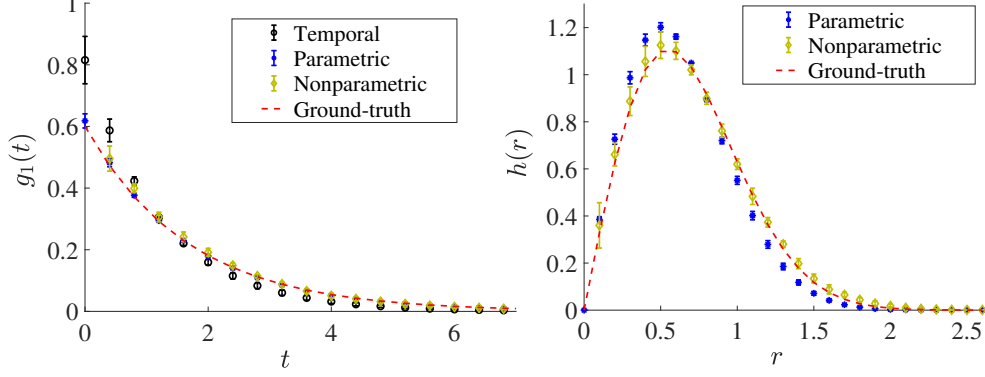 1
0.8
0.6
0.4
0.2
0
0
2
4
6
t
g₁(t)
Temporal
Parametric
Nonparametric
Ground-truth
1.2
1
0.8
0.6
0.4
0.2
0
0
0.5
1
1.5
2
2.5
r
h(r)
Parametric
Nonparametric
Ground-truth